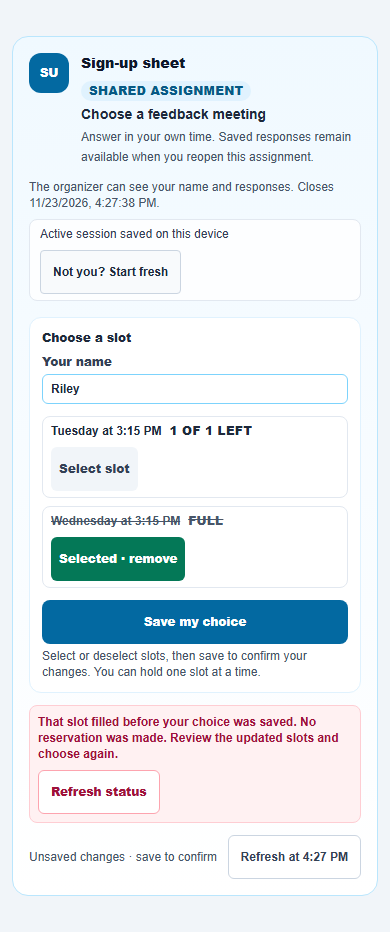 SU
Sign-up sheet
SHARED ASSIGNMENT
Choose a feedback meeting
Answer in your own time. Saved responses remain
available when you reopen this assignment.
The organizer can see your name and responses. Closes
11/23/2026, 4:27:38 PM.
Active session saved on this device
Not you? Start fresh
Choose a slot
Your name
Riley
Tuesday at 3:15 PM 1 OF 1 LEFT
Select slot
Wednesday at 3:15 PM FULL
Selected · remove
Save my choice
Select or deselect slots, then save to confirm your
changes. You can hold one slot at a time.
That slot filled before your choice was saved. No
reservation was made. Review the updated slots and
choose again.
Refresh status
Unsaved changes · save to confirm
Refresh at 4:27 PM